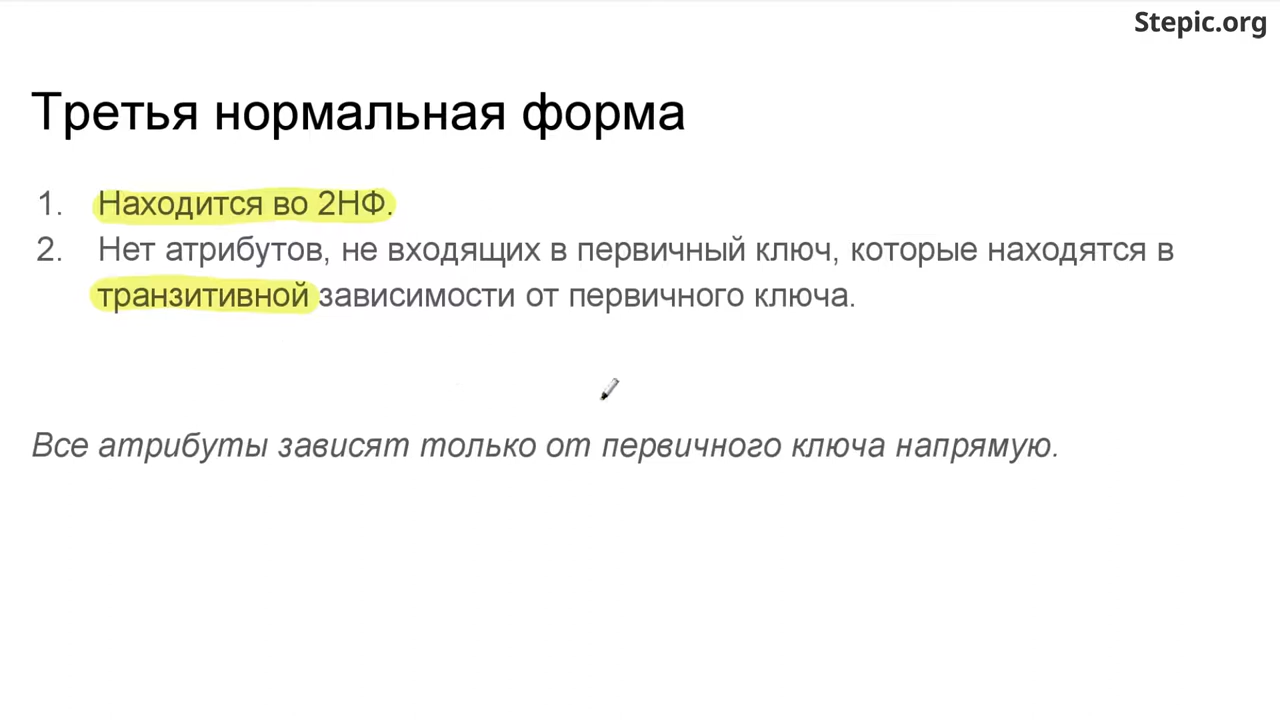 Stepic.org
Третья нормальная форма
1. Находится во 2НФ.
2. Нет атрибутов, не входящих в первичный ключ, которые находятся в
транзитивной зависимости от первичного ключа.
Все атрибуты зависят только от первичного ключа напрямую.